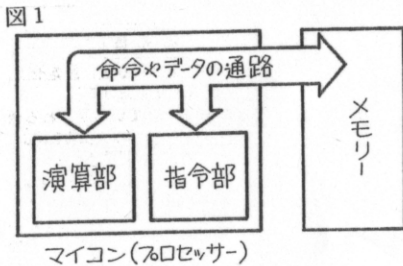 図1
命令やデータの通路
演算部
指令部
メモリー
マイコン(プロセッサー)